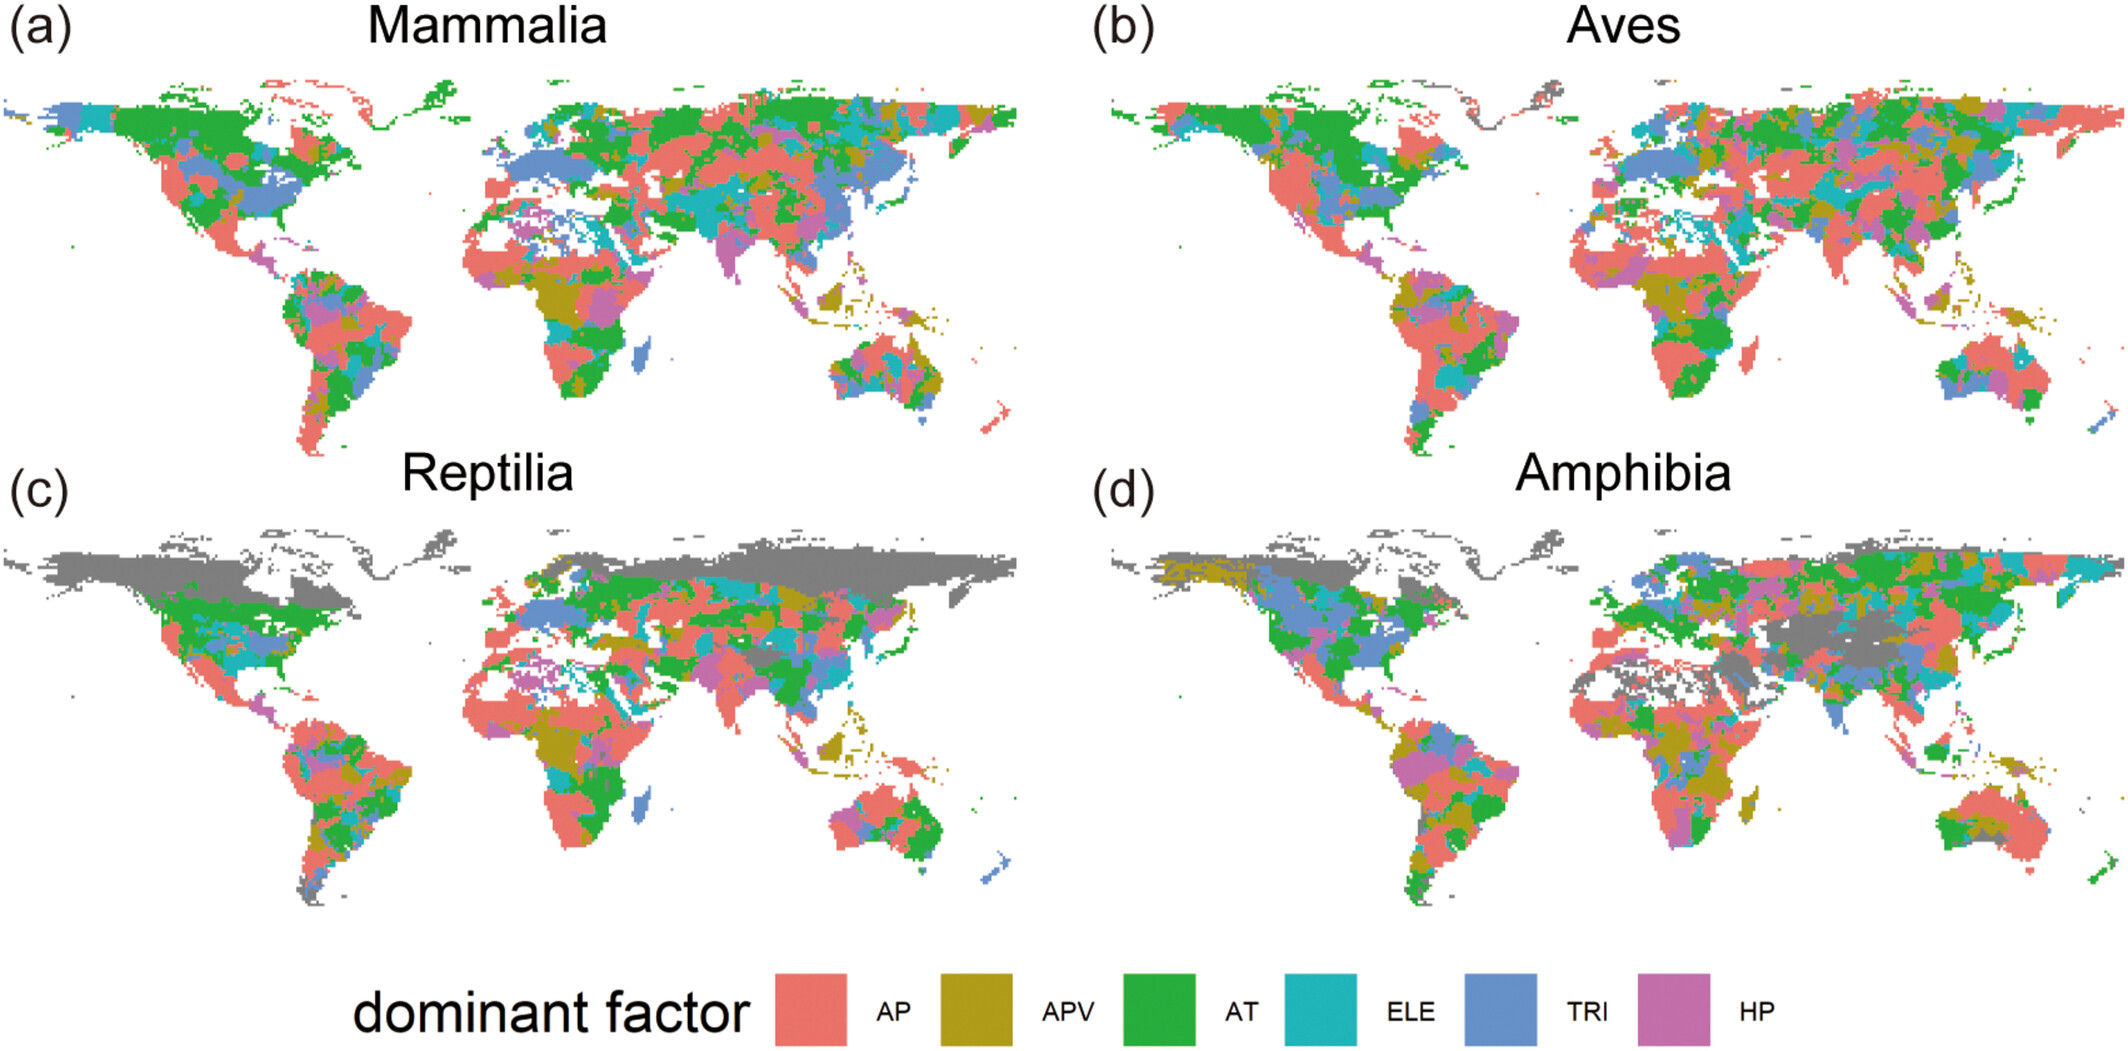 (a) Mammalia
(b) Aves
(c) Reptilia
(d) Amphibia
dominant factor AP APV AT ELE TRI HP